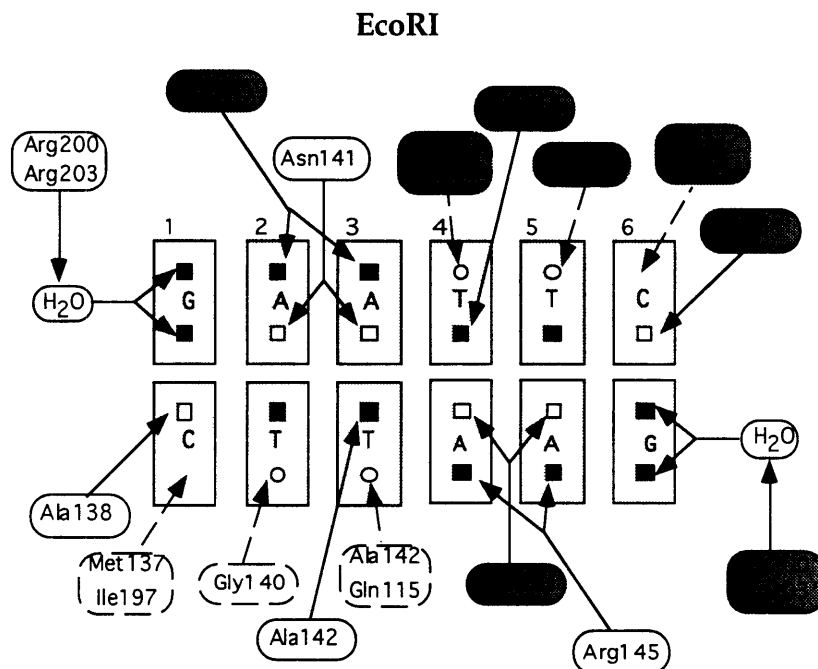 EcoRI
Arg200
Arg203
Asn141
1 2 3 4 5 6
H2O
G A A T T C
C T T A A G
H2O
Ala138
Met137
Ile197
Gly140
Ala142
Gln115
Ala142
Arg145